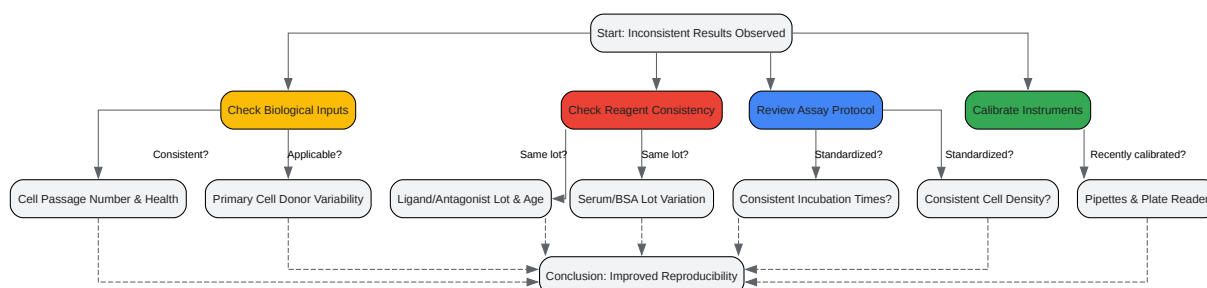 Start: Inconsistent Results Observed
Check Biological Inputs
Check Reagent Consistency
Review Assay Protocol
Calibrate Instruments
Consistent?
Applicable?
Same lot?
Same lot?
Standardized?
Standardized?
Recently calibrated?
Cell Passage Number & Health
Primary Cell Donor Variability
Ligand/Antagonist Lot & Age
Serum/BSA Lot Variation
Consistent Incubation Times?
Consistent Cell Density?
Pipettes & Plate Reader
Conclusion: Improved Reproducibility